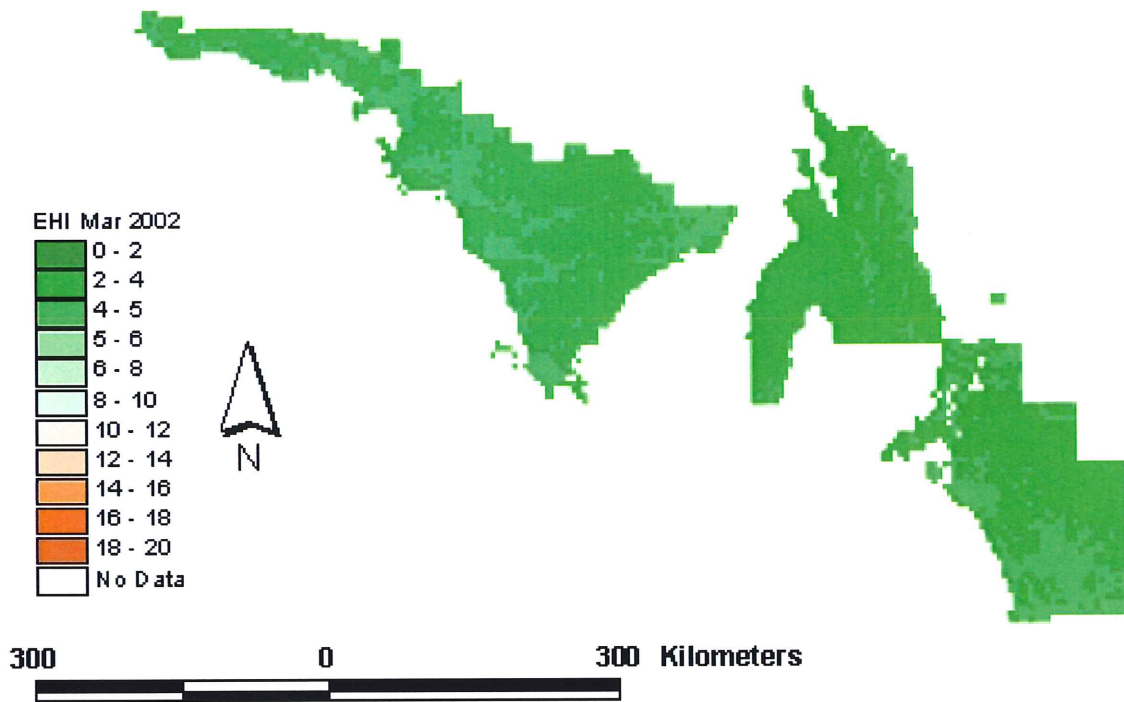 EHI Mar 2002
0 - 2
2 - 4
4 - 5
5 - 6
6 - 8
8 - 10
10 - 12
12 - 14
14 - 16
16 - 18
18 - 20
No Data
N
300 0 300 Kilometers